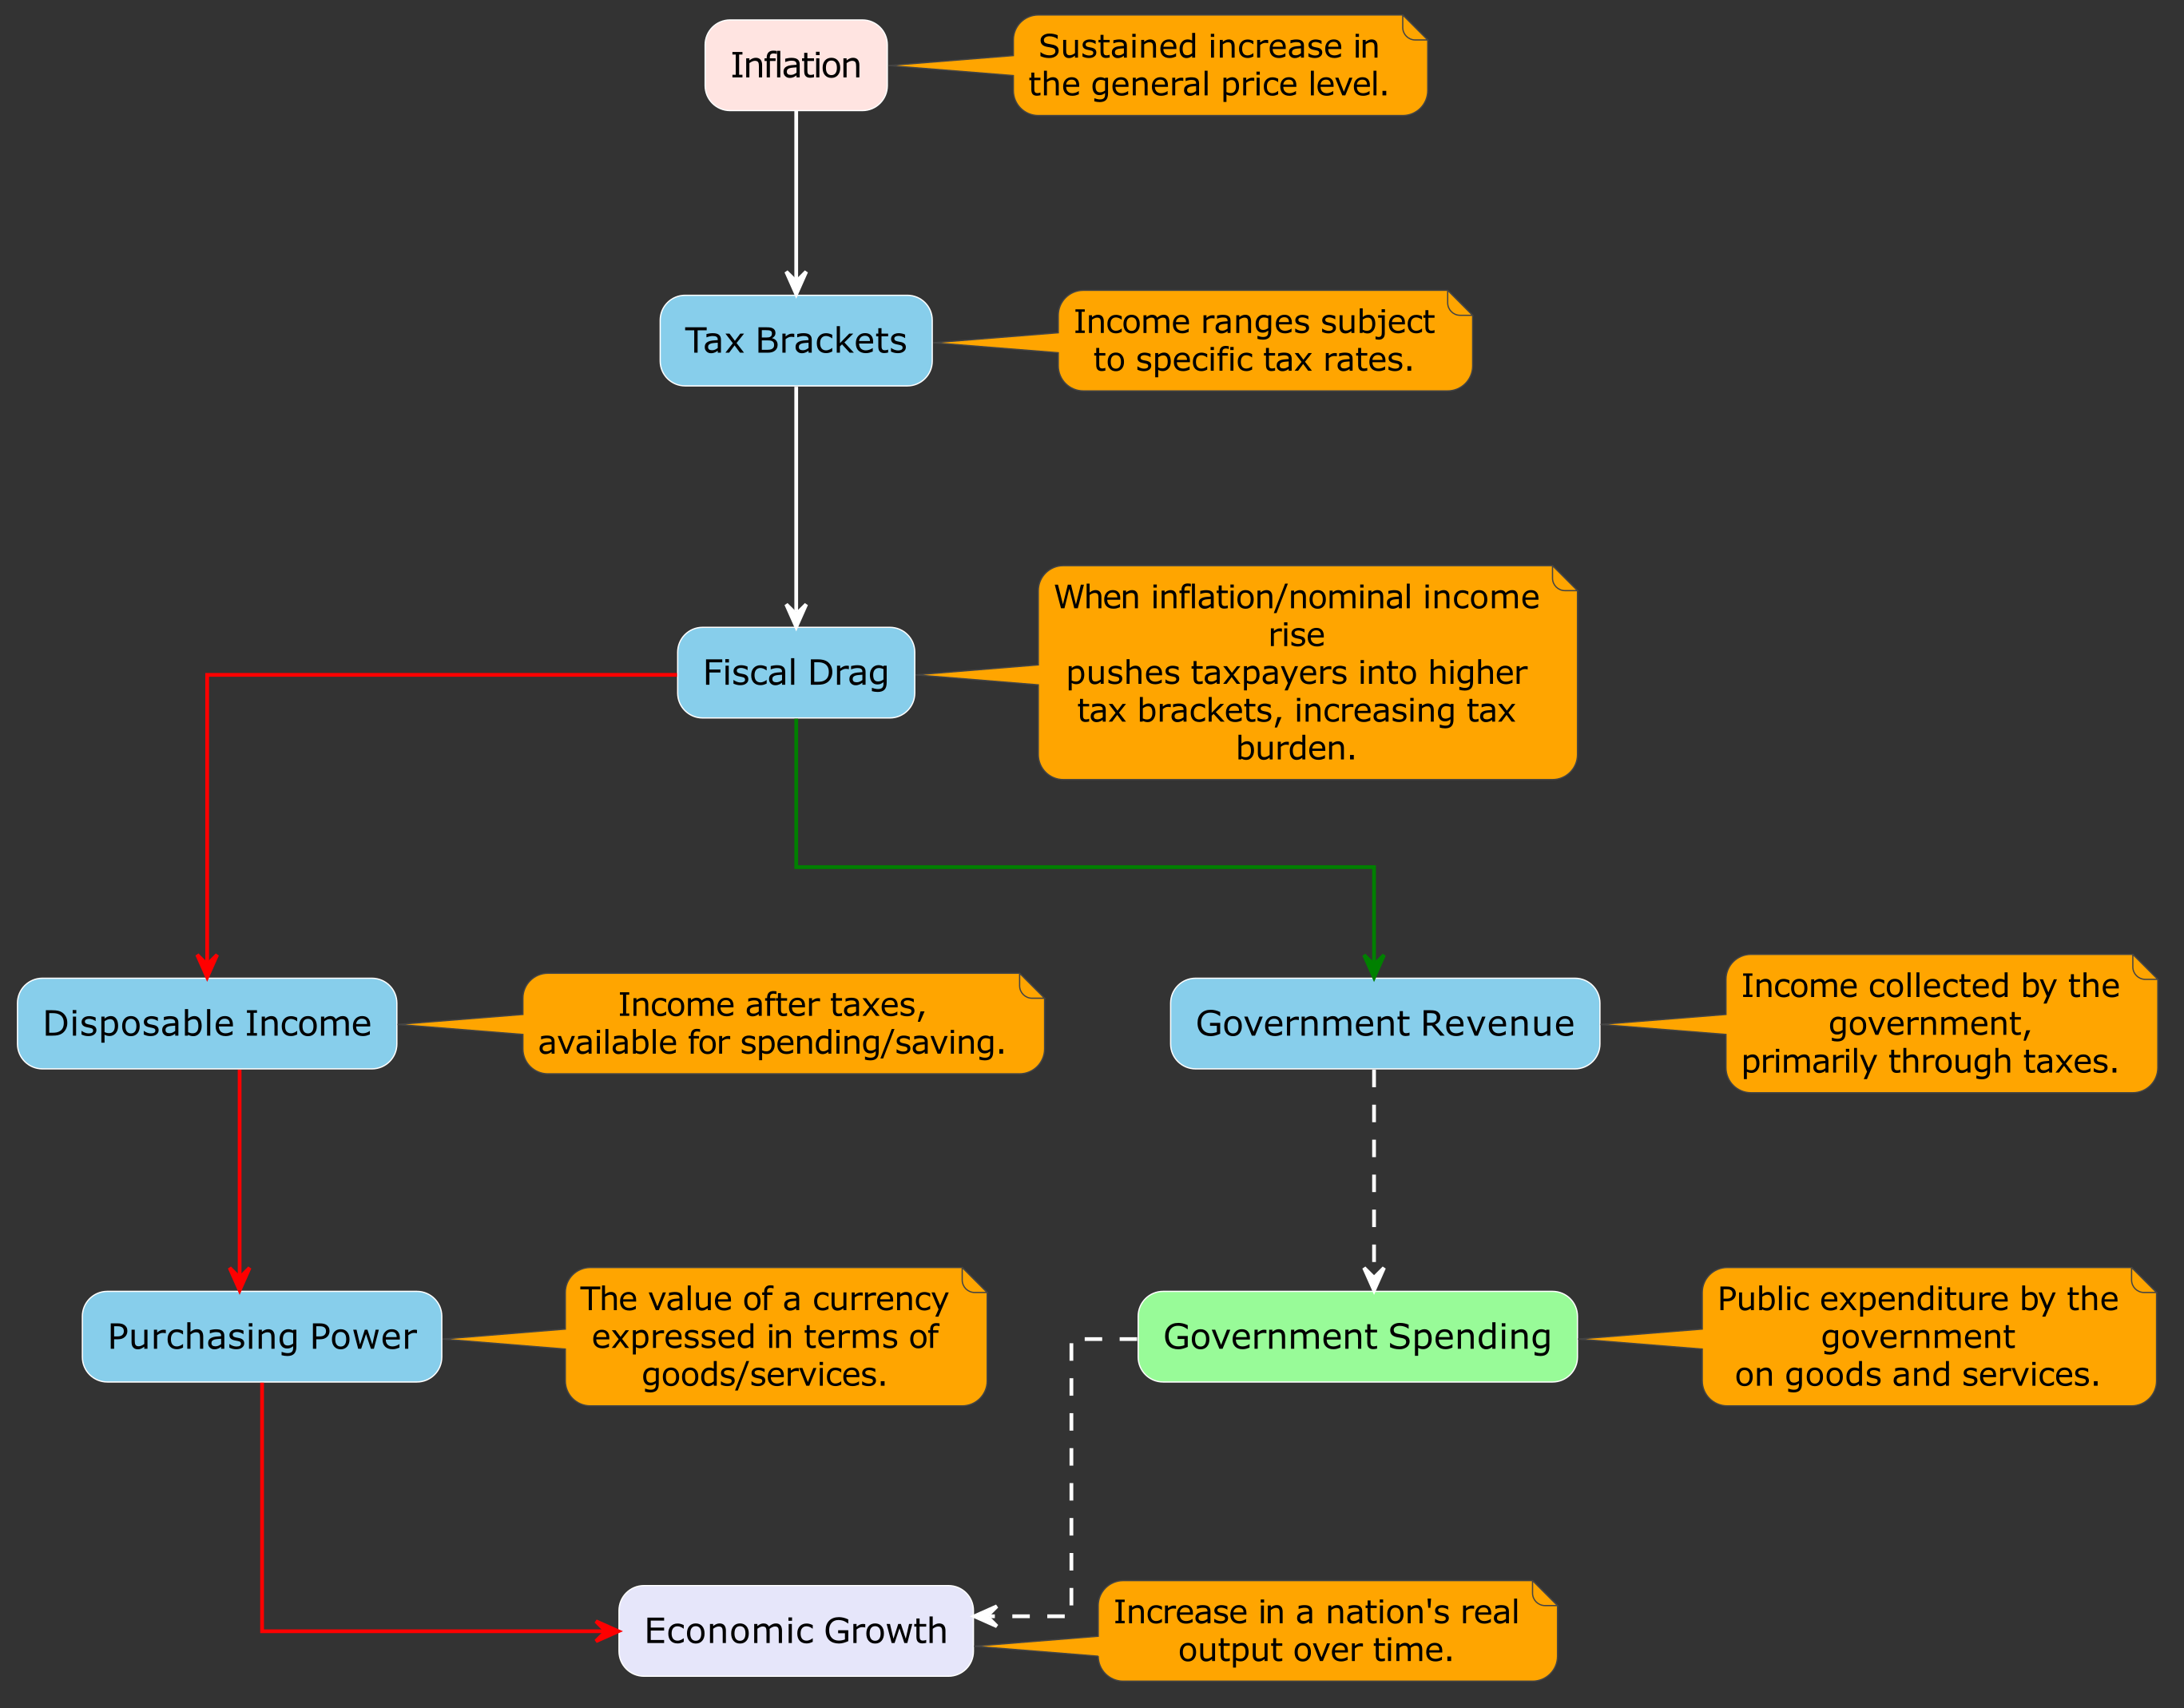 Inflation
Sustained increase in
the general price level.
Tax Brackets
Income ranges subject
to specific tax rates.
Fiscal Drag
When inflation/nominal income
rise
pushes taxpayers into higher
tax brackets, increasing tax
burden.
Disposable Income
Income after taxes,
available for spending/saving.
Government Revenue
Income collected by the
government,
primarily through taxes.
Purchasing Power
The value of a currency
expressed in terms of
goods/services.
Government Spending
Public expenditure by the
government
on goods and services.
Economic Growth
Increase in a nation's real
output over time.